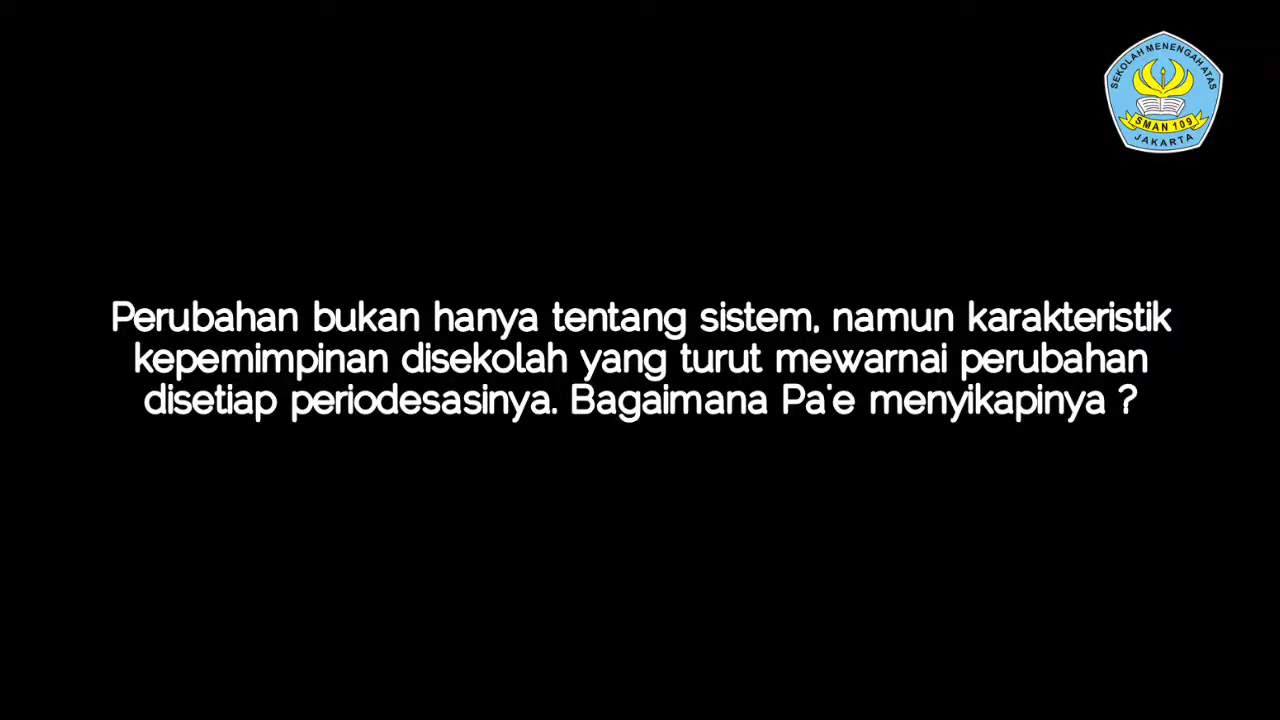 SEKOLAH MENENGAH ATAS
SMAN 109
JAKARTA
Perubahan bukan hanya tentang sistem, namun karakteristik
kepemimpinan disekolah yang turut mewarnai perubahan
disetiap periodesasinya. Bagaimana Pa'e menyikapinya ?